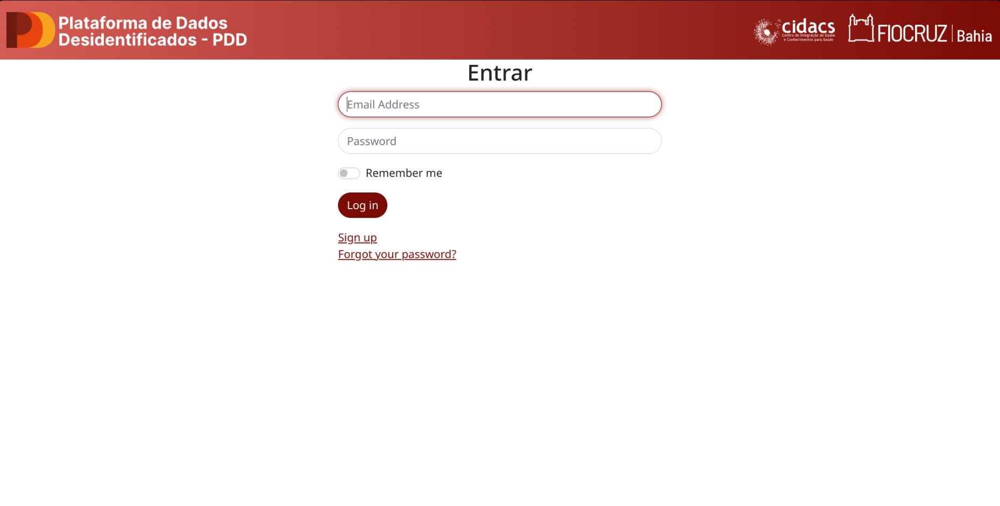 Plataforma de Dados
Desidentificados - PDD
cidacs
Centro de Integração de Dados
e Conhecimentos para Saúde
FIOCRUZ | Bahia
Entrar
Email Address
Password
Remember me
Log in
Sign up
Forgot your password?